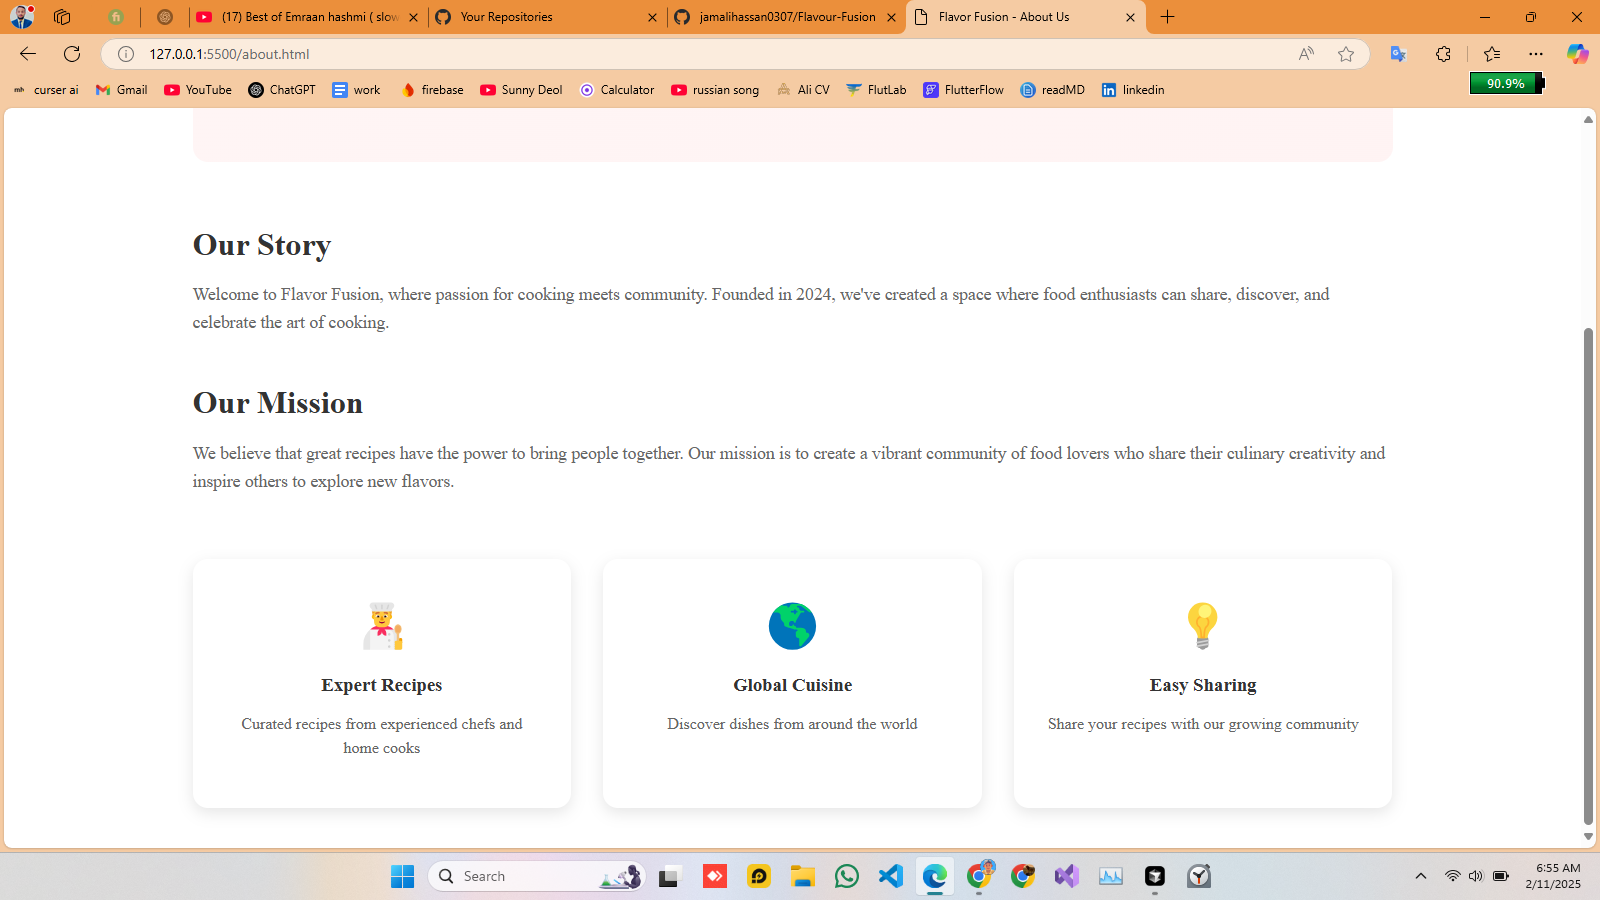 (17) Best of Emraan hashmi ( slow
Your Repositories
jamalihassan0307/Flavour-Fusion
Flavor Fusion - About Us
127.0.0.1:5500/about.html
curser ai
Gmail
YouTube
ChatGPT
work
firebase
Sunny Deol
Calculator
russian song
Ali CV
FlutLab
FlutterFlow
readMD
linkedin
90.9%
Our Story
Welcome to Flavor Fusion, where passion for cooking meets community. Founded in 2024, we've created a space where food enthusiasts can share, discover, and
celebrate the art of cooking.
Our Mission
We believe that great recipes have the power to bring people together. Our mission is to create a vibrant community of food lovers who share their culinary creativity and
inspire others to explore new flavors.
Expert Recipes
Curated recipes from experienced chefs and
home cooks
Global Cuisine
Discover dishes from around the world
Easy Sharing
Share your recipes with our growing community
Search
6:55 AM
2/11/2025